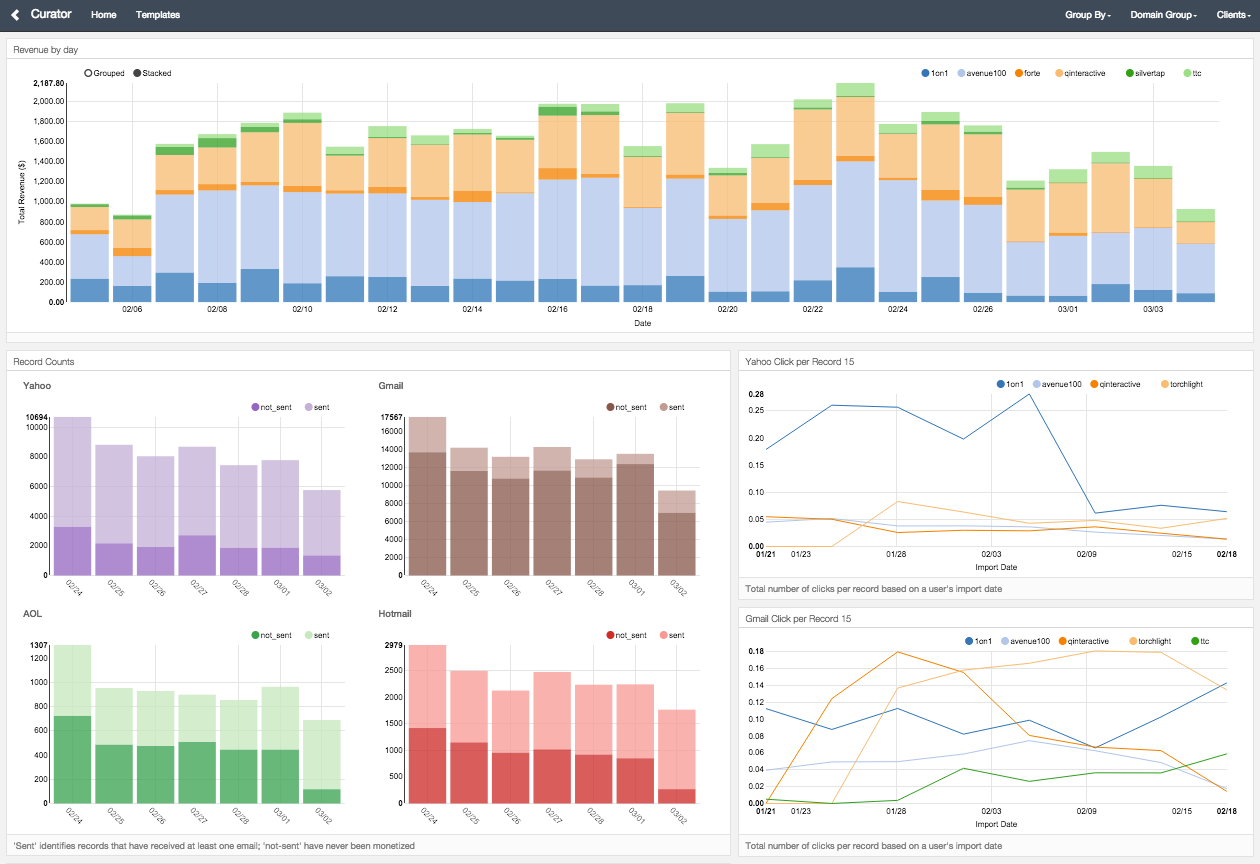 Curator Home Templates Group By Domain Group Clients
Revenue by day
Grouped Stacked 1on1 avenue100 forte qinteractive silvertap ttc
2,187.80
2,000.00
1,800.00
1,600.00
1,400.00
1,200.00
1,000.00
800.00
600.00
400.00
200.00
0.00
Total Revenue ($)
02/06 02/08 02/10 02/12 02/14 02/16 02/18 02/20 02/22 02/24 02/26 03/01 03/03
Date
Record Counts
Yahoo
not_sent sent
10694
10000
8000
6000
4000
2000
0
02/24 02/25 02/26 02/27 02/28 03/01 03/02
Gmail
not_sent sent
17567
16000
14000
12000
10000
8000
6000
4000
2000
0
02/24 02/25 02/26 02/27 02/28 03/01 03/02
AOL
not_sent sent
1307
1200
1000
800
600
400
200
0
02/24 02/25 02/26 02/27 02/28 03/01 03/02
Hotmail
not_sent sent
2979
2500
2000
1500
1000
500
0
02/24 02/25 02/26 02/27 02/28 03/01 03/02
'Sent' identifies records that have received at least one email; 'not-sent' have never been monetized
Yahoo Click per Record 15
1on1 avenue100 qinteractive torchlight
0.28
0.25
0.20
0.15
0.10
0.05
0.00
01/21 01/23 01/28 02/03 02/09 02/15 02/18
Import Date
Total number of clicks per record based on a user's import date
Gmail Click per Record 15
1on1 avenue100 qinteractive torchlight ttc
0.18
0.16
0.14
0.12
0.10
0.08
0.06
0.04
0.02
0.00
01/21 01/23 01/28 02/03 02/09 02/15 02/18
Import Date
Total number of clicks per record based on a user's import date